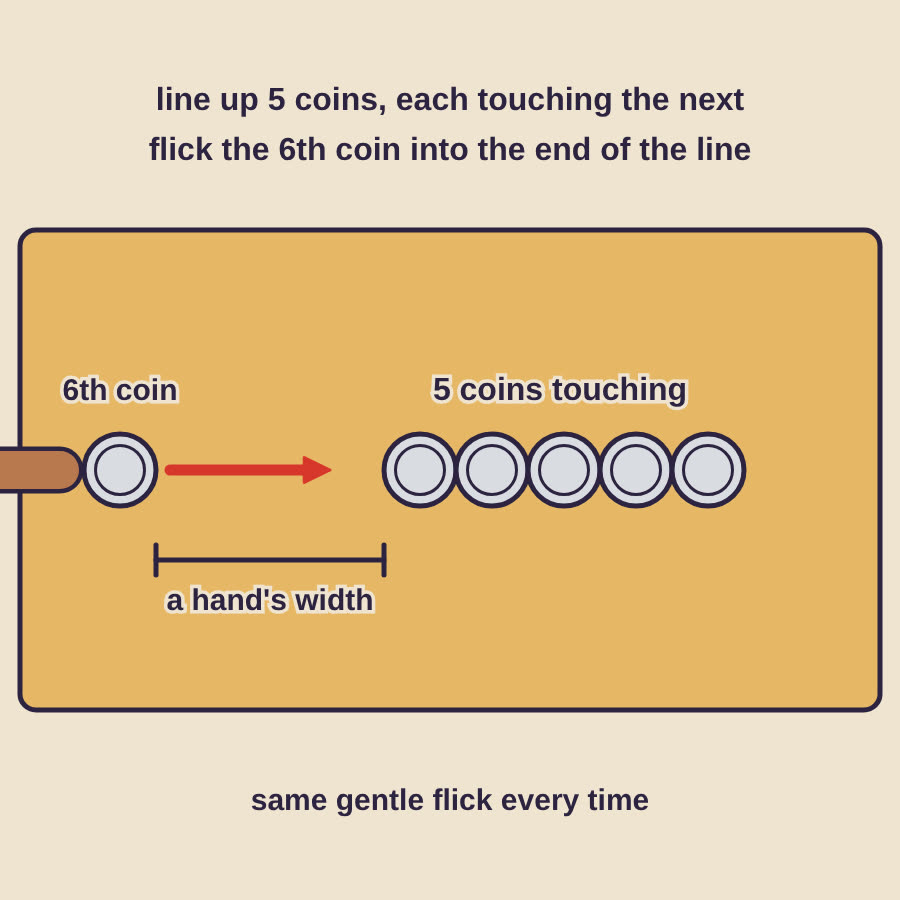 line up 5 coins, each touching the next
flick the 6th coin into the end of the line
6th coin
5 coins touching
a hand's width
same gentle flick every time